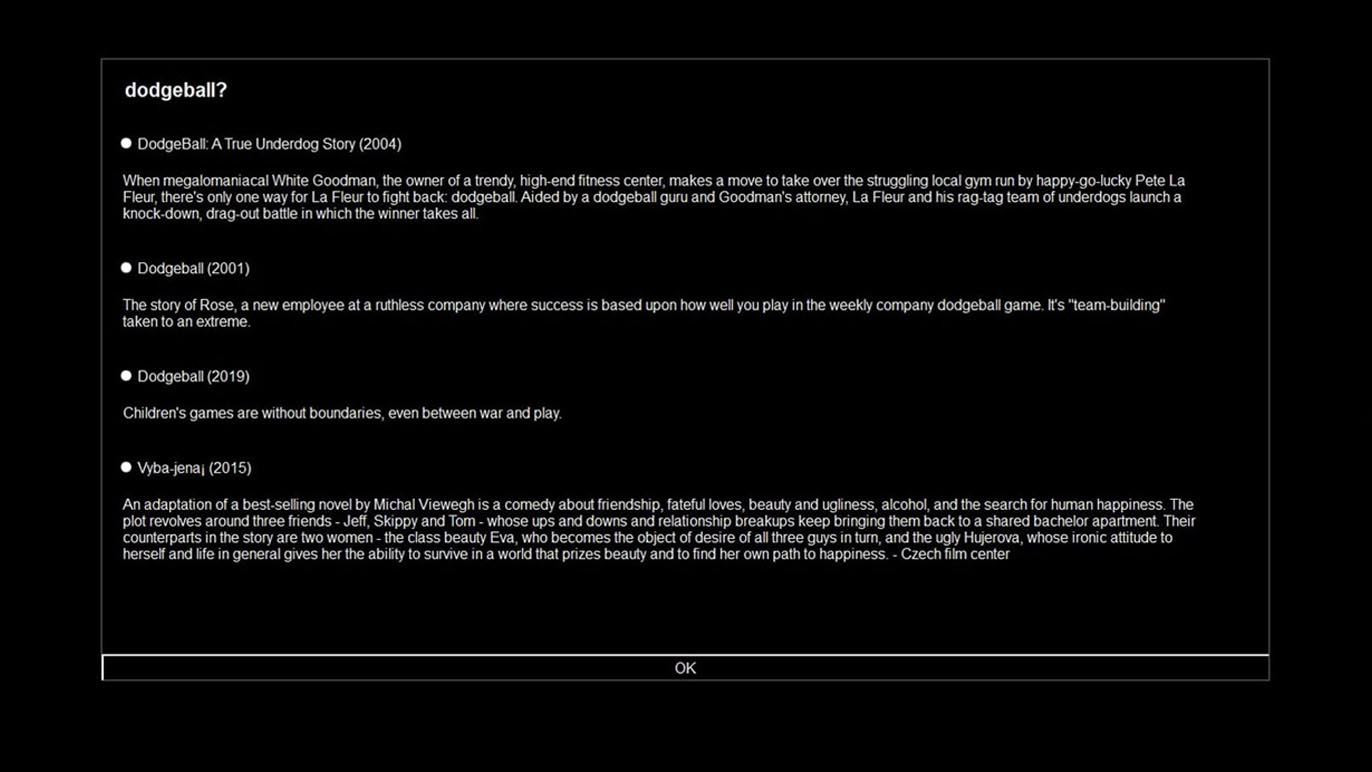 dodgeball?
DodgeBall: A True Underdog Story (2004)
When megalomaniacal White Goodman, the owner of a trendy, high-end fitness center, makes a move to take over the struggling local gym run by happy-go-lucky Pete La
Fleur, there's only one way for La Fleur to fight back: dodgeball. Aided by a dodgeball guru and Goodman's attorney, La Fleur and his rag-tag team of underdogs launch a
knock-down, drag-out battle in which the winner takes all.
Dodgeball (2001)
The story of Rose, a new employee at a ruthless company where success is based upon how well you play in the weekly company dodgeball game. It's "team-building"
taken to an extreme.
Dodgeball (2019)
Children's games are without boundaries, even between war and play.
Vyba-jena¡ (2015)
An adaptation of a best-selling novel by Michal Viewegh is a comedy about friendship, fateful loves, beauty and ugliness, alcohol, and the search for human happiness. The
plot revolves around three friends - Jeff, Skippy and Tom - whose ups and downs and relationship breakups keep bringing them back to a shared bachelor apartment. Their
counterparts in the story are two women - the class beauty Eva, who becomes the object of desire of all three guys in turn, and the ugly Hujerova, whose ironic attitude to
herself and life in general gives her the ability to survive in a world that prizes beauty and to find her own path to happiness. - Czech film center
OK